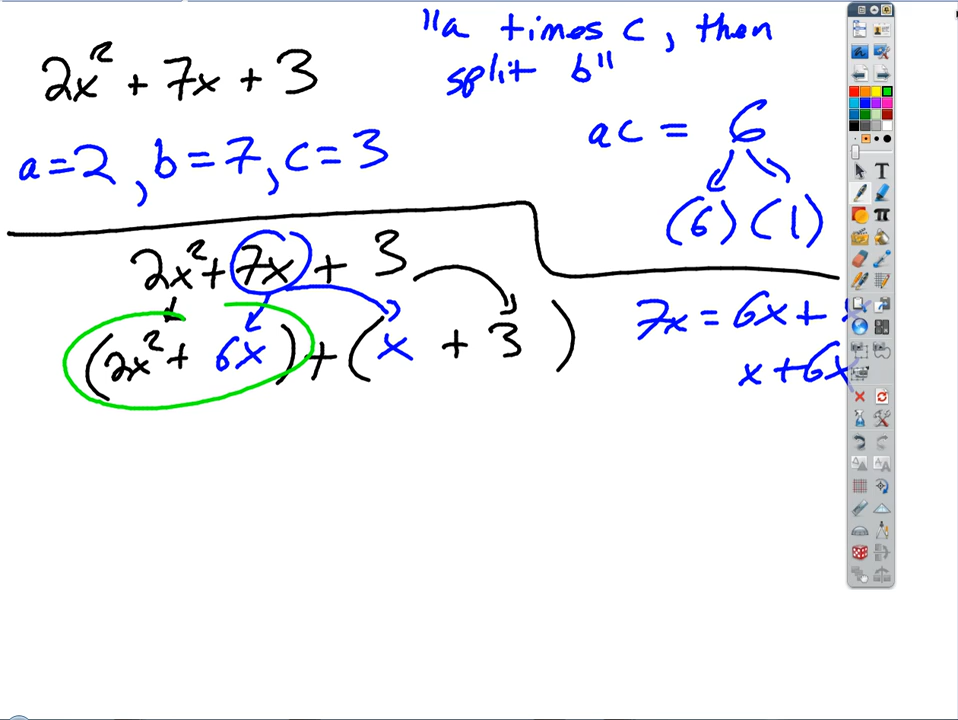 2x² + 7x + 3
"a times c, then
split b"
a=2, b=7, c=3
ac = 6
(6)(1)
2x² + 7x + 3
(2x² + 6x) + (x + 3)
7x = 6x +
x + 6x
T
π
A A